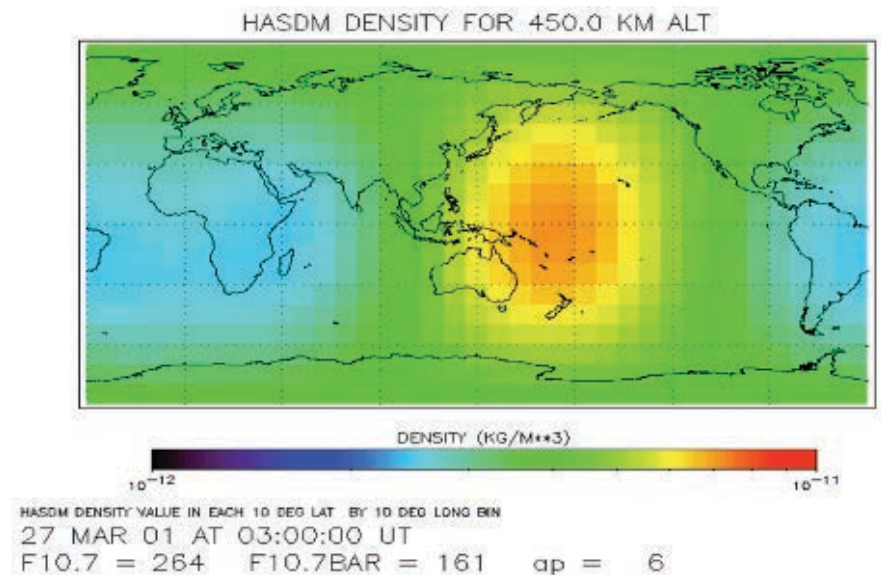 HASDM DENSITY FOR 450.0 KM ALT
DENSITY (KG/M**3)
10-12 10-11
HASDM DENSITY VALUE IN EACH 10 DEG LAT BY 10 DEG LONG BIN
27 MAR 01 AT 03:00:00 UT
F10.7 = 264 F10.7BAR = 161 ap = 6